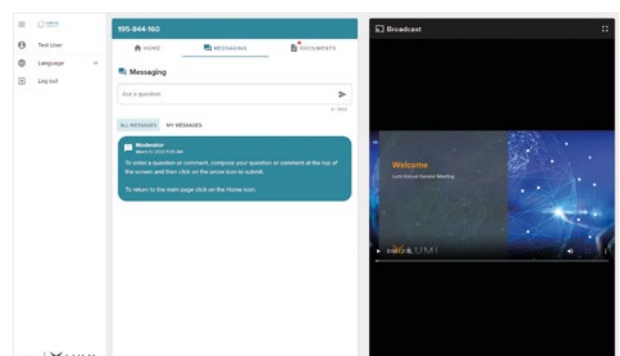 Test User
Language
Log out
195-844-160
HOME
MESSAGING
DOCUMENTS
Messaging
Ask a question
ALL MESSAGES
MY MESSAGES
Moderator
To enter a question or comment, compose your question or comment at the top of
the screen and then click on the arrow icon to submit.
To return to the main page click on the Home icon.
Broadcast
Welcome
Lumi Annual General Meeting
LUMI